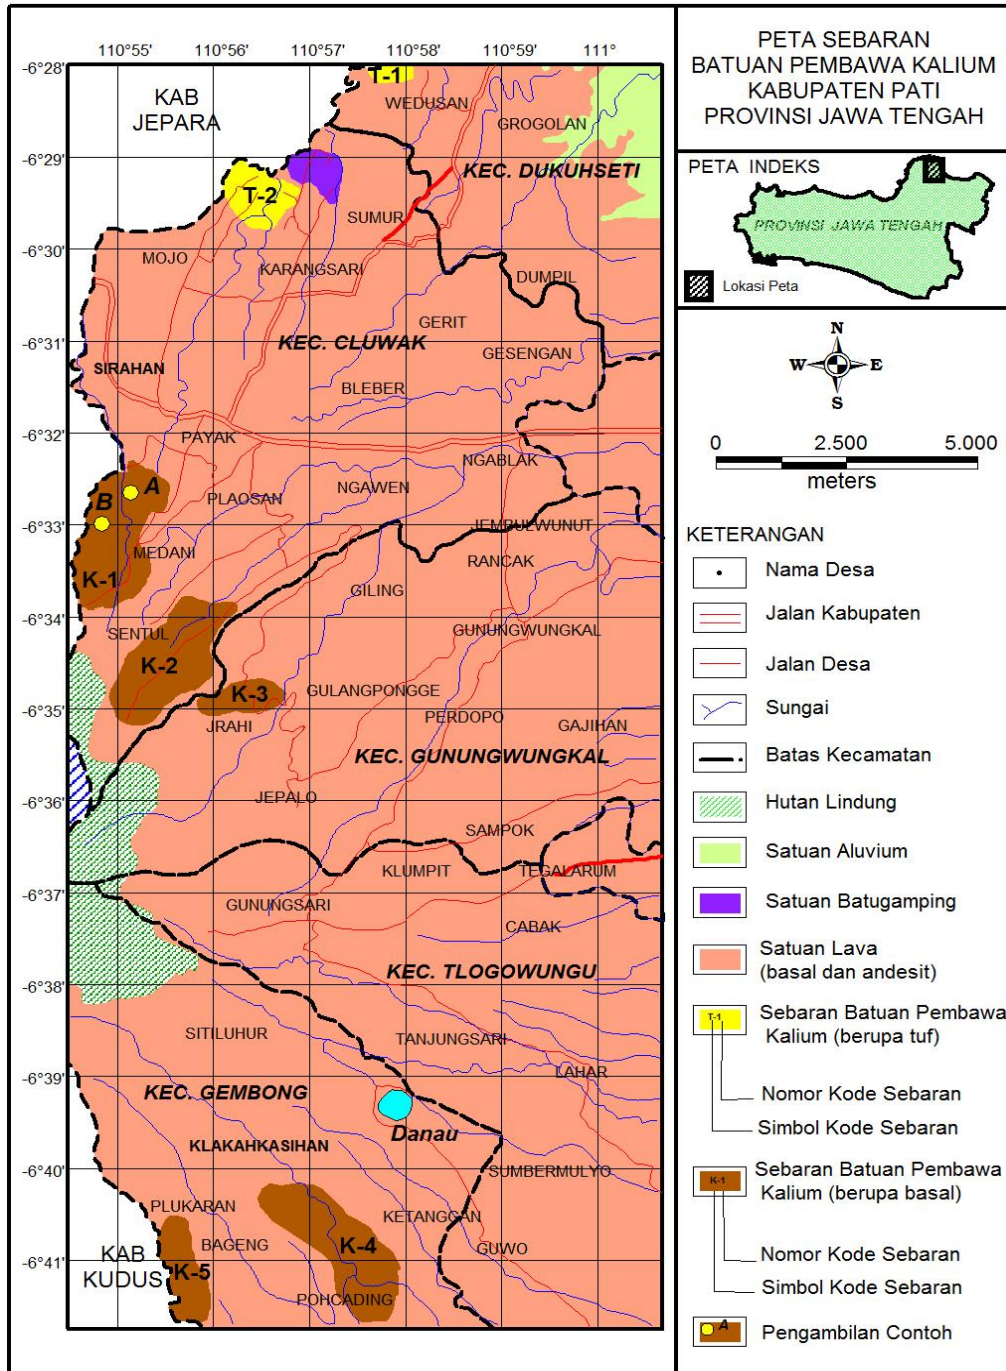 110°55'
110°56'
110°57'
110°58'
110°59'
111°
-6°28'
-6°29'
-6°30'
-6°31'
-6°32'
-6°33'
-6°34'
-6°35'
-6°36'
-6°37'
-6°38'
-6°39'
-6°40'
-6°41'
KAB
JEPARA
T-1
WEDUSAN
GROGOLAN
KEC. DUKUHSETI
T-2
SUMUR
MOJO
KARANGSARI
DUMPIL
GERIT
KEC. CLUWAK
GESENGAN
SIRAHAN
BLEBER
PAYAK
NGABLAK
A
B
PLAOSAN
NGAWEN
JEMPULWUNUT
MEDANI
RANCAK
K-1
GILING
SENTUL
GUNUNGWUNGKAL
K-2
K-3
GULANGPONGGE
JRAHI
PERDOPO
GAJIHAN
KEC. GUNUNGWUNGKAL
JEPALO
SAMPOK
KLUMPIT
TEGALARUM
GUNUNGSARI
CABAK
KEC. TLOGOWUNGU
SITILUHUR
TANJUNGSARI
LAHAR
KEC. GEMBONG
Danau
KLAKAHKASIHAN
SUMBERMULYO
PLUKARAN
KETANGGAN
BAGENG
K-4
GUWO
KAB
KUDUS
K-5
POHCADING
PETA SEBARAN
BATUAN PEMBAWA KALIUM
KABUPATEN PATI
PROVINSI JAWA TENGAH
PETA INDEKS
PROVINSI JAWA TENGAH
Lokasi Peta
N
W
E
S
0
2.500
5.000
meters
KETERANGAN
Nama Desa
Jalan Kabupaten
Jalan Desa
Sungai
Batas Kecamatan
Hutan Lindung
Satuan Aluvium
Satuan Batugamping
Satuan Lava
(basal dan andesit)
T-1
Sebaran Batuan Pembawa
Kalium (berupa tuf)
Nomor Kode Sebaran
Simbol Kode Sebaran
K-1
Sebaran Batuan Pembawa
Kalium (berupa basal)
Nomor Kode Sebaran
Simbol Kode Sebaran
A
Pengambilan Contoh